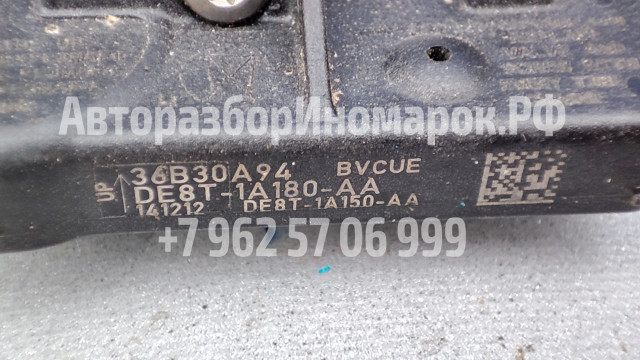 АвторазборИномарок.РФ
36B30A94 BVCUE
UP
DE8T-1A180-AA
141212 DE8T-1A150-AA
+7 962 57 06 999